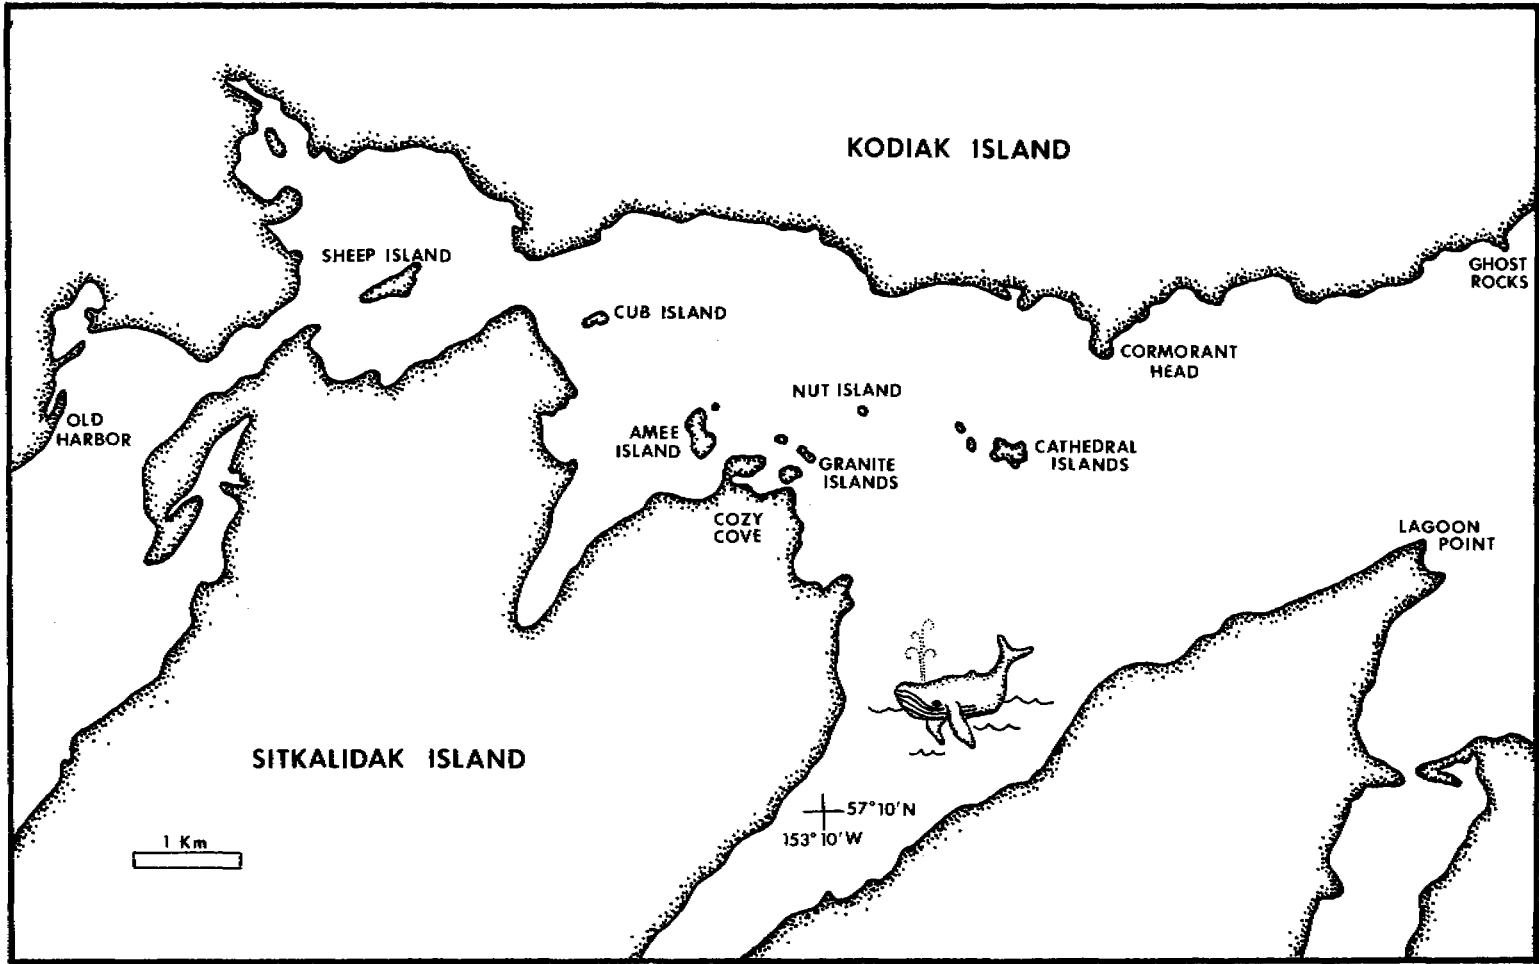 KODIAK ISLAND
SHEEP ISLAND
GHOST
ROCKS
CUB ISLAND
CORMORANT
HEAD
NUT ISLAND
OLD
HARBOR
AMEE
ISLAND
CATHEDRAL
ISLANDS
GRANITE
ISLANDS
COZY
COVE
LAGOON
POINT
SITKALIDAK ISLAND
57°10'N
153°10'W
1 Km